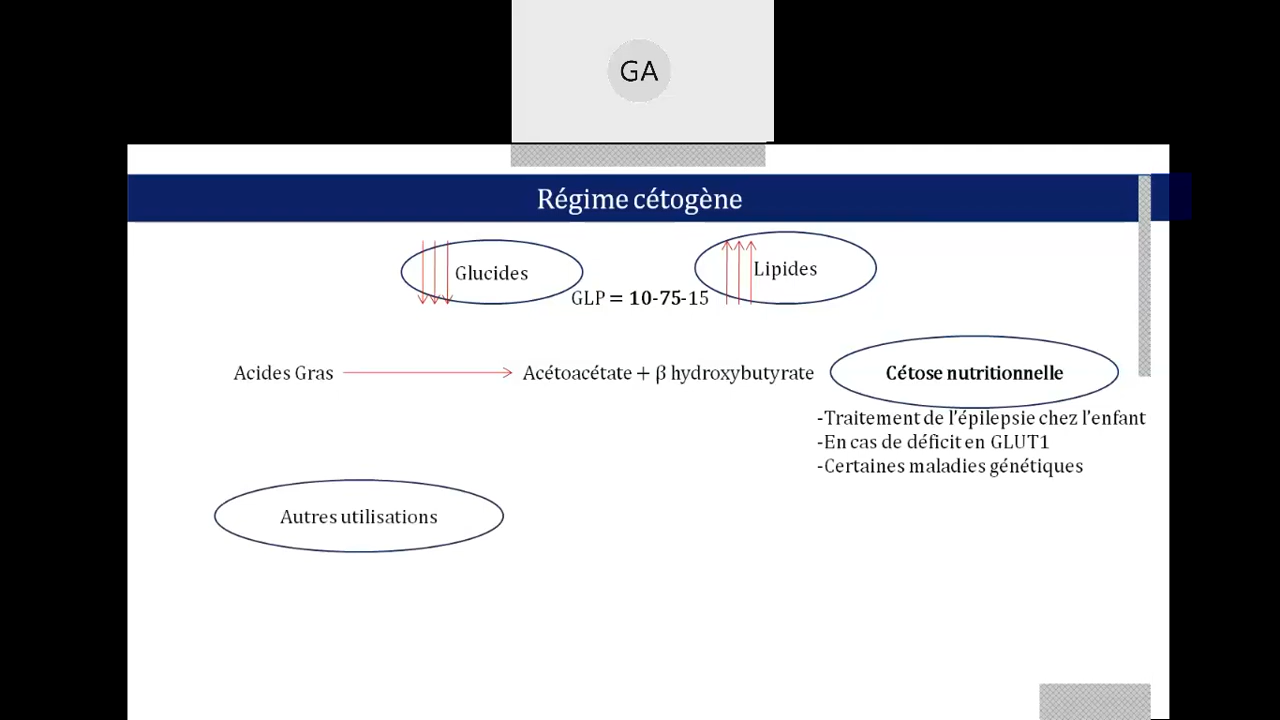 GA
Régime cétogène
Glucides
Lipides
GLP = 10-75-15
Acides Gras
Acétoacétate + β hydroxybutyrate
Cétose nutritionnelle
-Traitement de l'épilepsie chez l'enfant
-En cas de déficit en GLUT1
-Certaines maladies génétiques
Autres utilisations